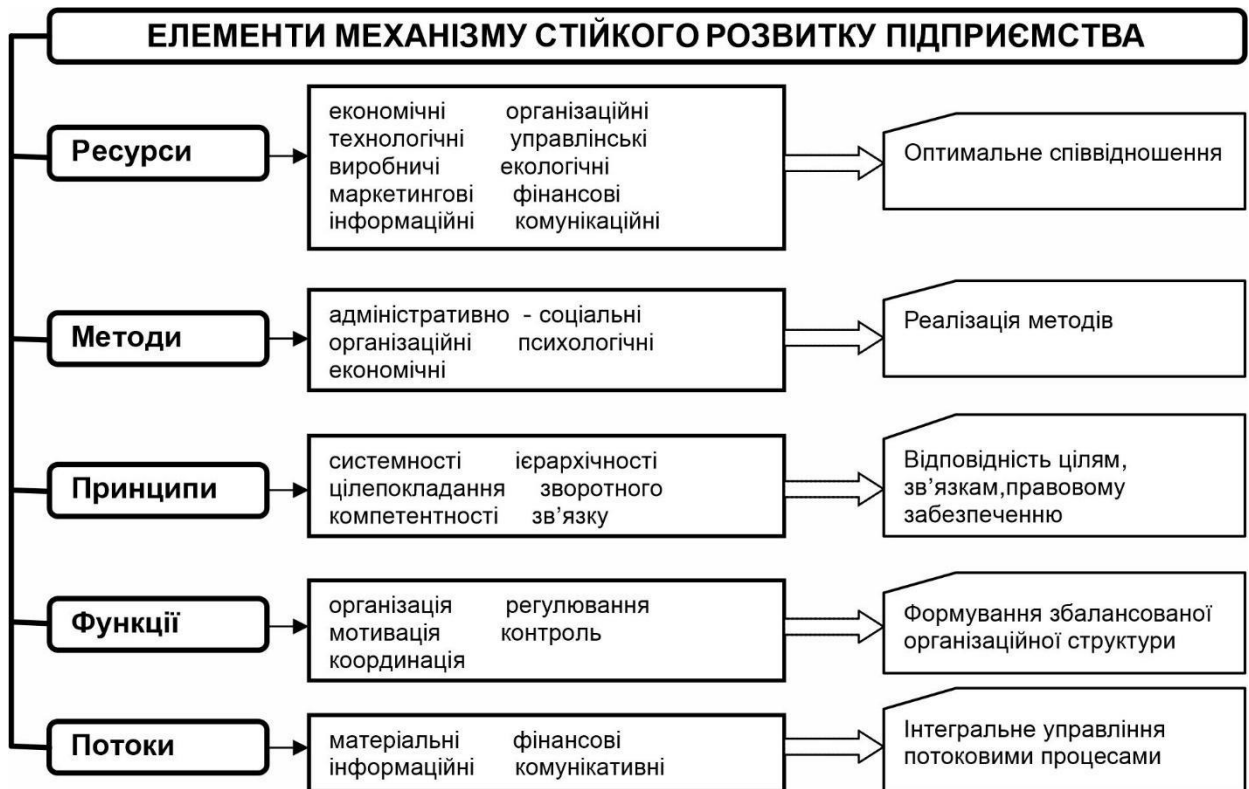 ЕЛЕМЕНТИ МЕХАНІЗМУ СТІЙКОГО РОЗВИТКУ ПІДПРИЄМСТВА
Ресурси
економічні організаційні
технологічні управлінські
виробничі екологічні
маркетингові фінансові
інформаційні комунікаційні
Оптимальне співвідношення
Методи
адміністративно - соціальні
організаційні психологічні
економічні
Реалізація методів
Принципи
системності ієрархічності
цілепокладання зворотного
компетентності зв’язку
Відповідність цілям,
зв’язкам,правовому
забезпеченню
Функції
організація регулювання
мотивація контроль
координація
Формування збалансованої
організаційної структури
Потоки
матеріальні фінансові
інформаційні комунікативні
Інтегральне управління
потоковими процесами